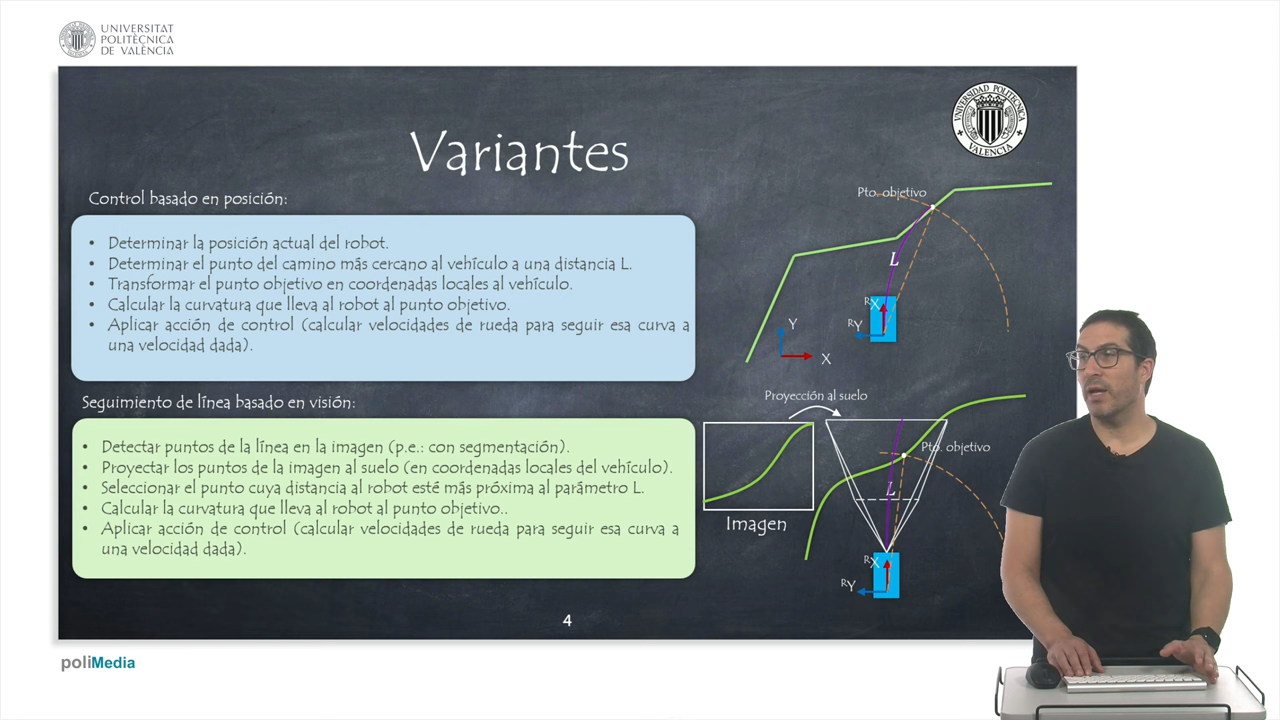 UNIVERSITAT
POLITÈCNICA
DE VALÈNCIA
UNIVERSIDAD POLITECNICA
VALENCIA
Variantes
Control basado en posición:
• Determinar la posición actual del robot.
• Determinar el punto del camino más cercano al vehículo a una distancia L.
• Transformar el punto objetivo en coordenadas locales al vehículo.
• Calcular la curvatura que lleva al robot al punto objetivo.
• Aplicar acción de control (calcular velocidades de rueda para seguir esa curva a
una velocidad dada).
Pto. objetivo
L
RX
RY
Y
X
Seguimiento de línea basado en visión:
• Detectar puntos de la línea en la imagen (p.e.: con segmentación).
• Proyectar los puntos de la imagen al suelo (en coordenadas locales del vehículo).
• Seleccionar el punto cuya distancia al robot esté más próxima al parámetro L.
• Calcular la curvatura que lleva al robot al punto objetivo..
• Aplicar acción de control (calcular velocidades de rueda para seguir esa curva a
una velocidad dada).
Proyección al suelo
Pto. objetivo
L
Imagen
RX
RY
4
poliMedia